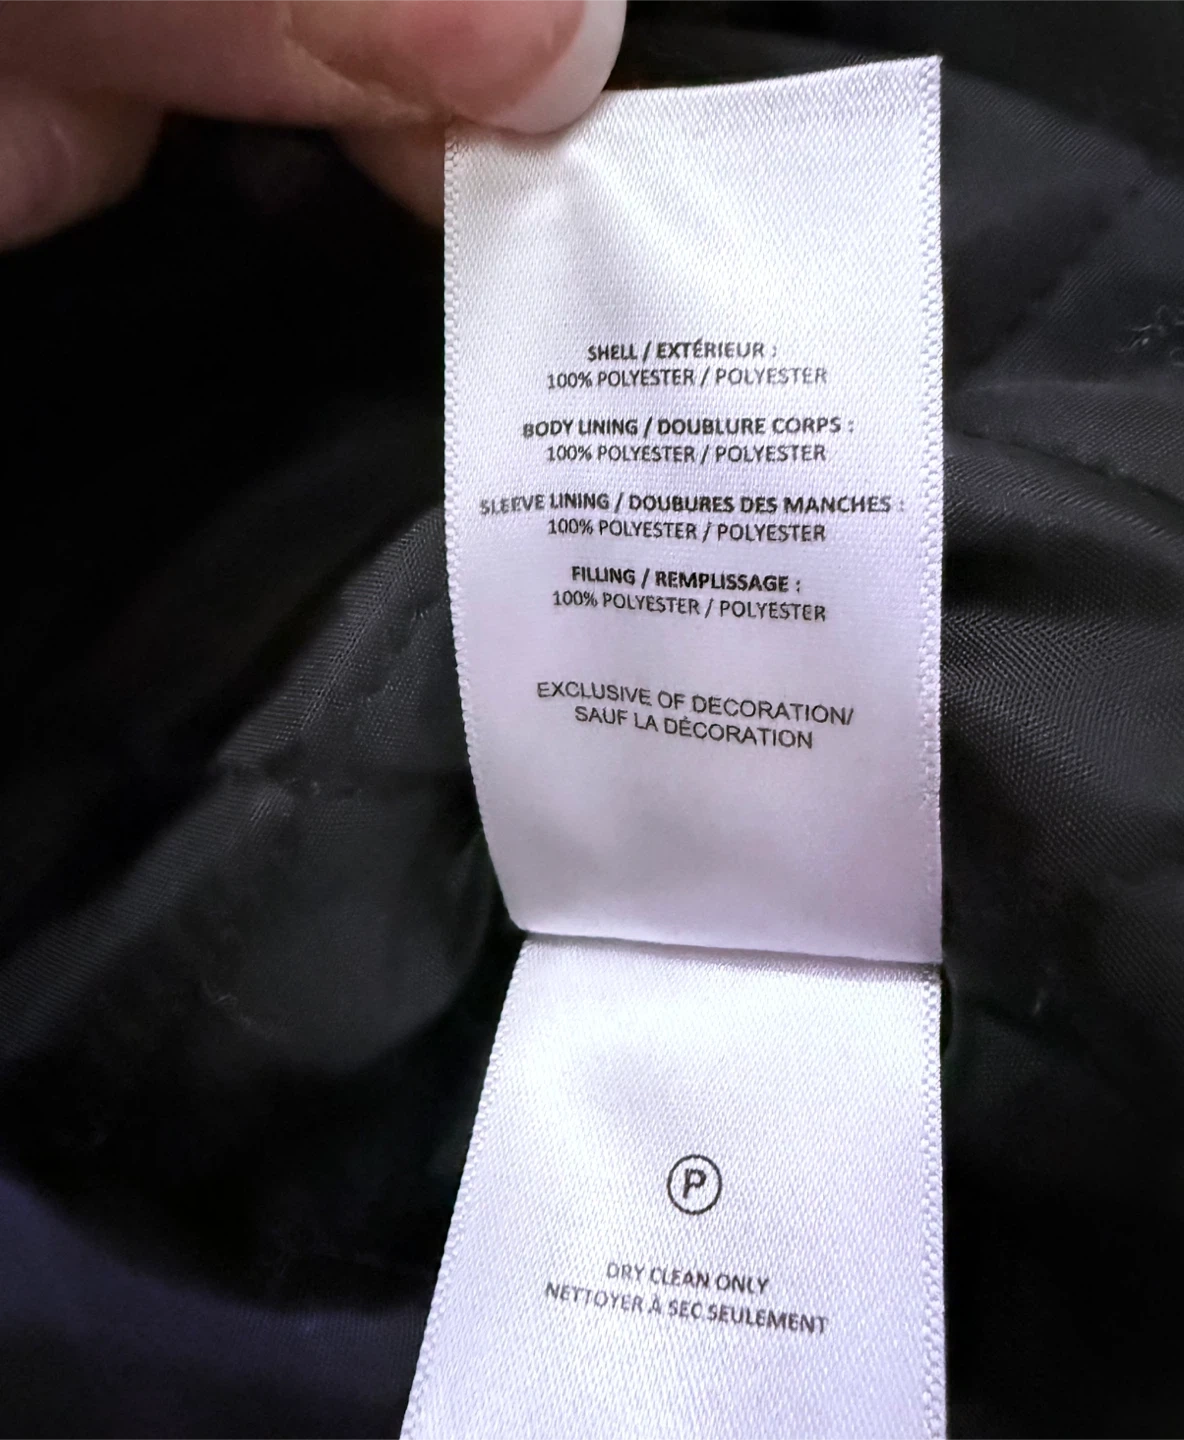 SHELL / EXTÉRIEUR :
100% POLYESTER / POLYESTER
BODY LINING / DOUBLURE CORPS :
100% POLYESTER / POLYESTER
SLEEVE LINING / DOUBURES DES MANCHES :
100% POLYESTER / POLYESTER
FILLING / REMPLISSAGE :
100% POLYESTER / POLYESTER
EXCLUSIVE OF DECORATION/
SAUF LA DÉCORATION
P
DRY CLEAN ONLY
NETTOYER À SEC SEULEMENT